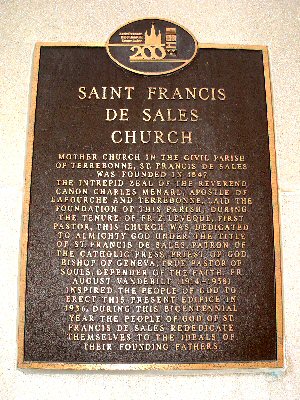 200
SAINT FRANCIS
DE SALES
CHURCH
MOTHER CHURCH IN THE CIVIL PARISH
OF TERREBONNE, ST. FRANCIS DE SALES
WAS FOUNDED IN 1847.
THE INTREPID ZEAL OF THE REVEREND
CANON CHARLES MENARD, APOSTLE OF
LAFOURCHE AND TERREBONNE, LAID THE
FOUNDATION OF THIS PARISH. DURING
THE TENURE OF FR. Z. LEVEQUE, FIRST
PASTOR, THIS CHURCH WAS DEDICATED
TO ALMIGHTY GOD UNDER THE TITLE
OF ST. FRANCIS DE SALES, PATRON OF
THE CATHOLIC PRESS, PRIEST OF GOD,
BISHOP OF GENEVA, TRUE PASTOR OF
SOULS, DEFENDER OF THE FAITH. FR.
AUGUST VANDEBILT (1914-1938)
INSPIRED THE PEOPLE OF GOD TO
ERECT THIS PRESENT EDIFICE IN
1936. DURING THIS BICENTENNIAL
YEAR THE PEOPLE OF GOD OF ST.
FRANCIS DE SALES REDEDICATE
THEMSELVES TO THE IDEALS OF
THEIR FOUNDING FATHERS.